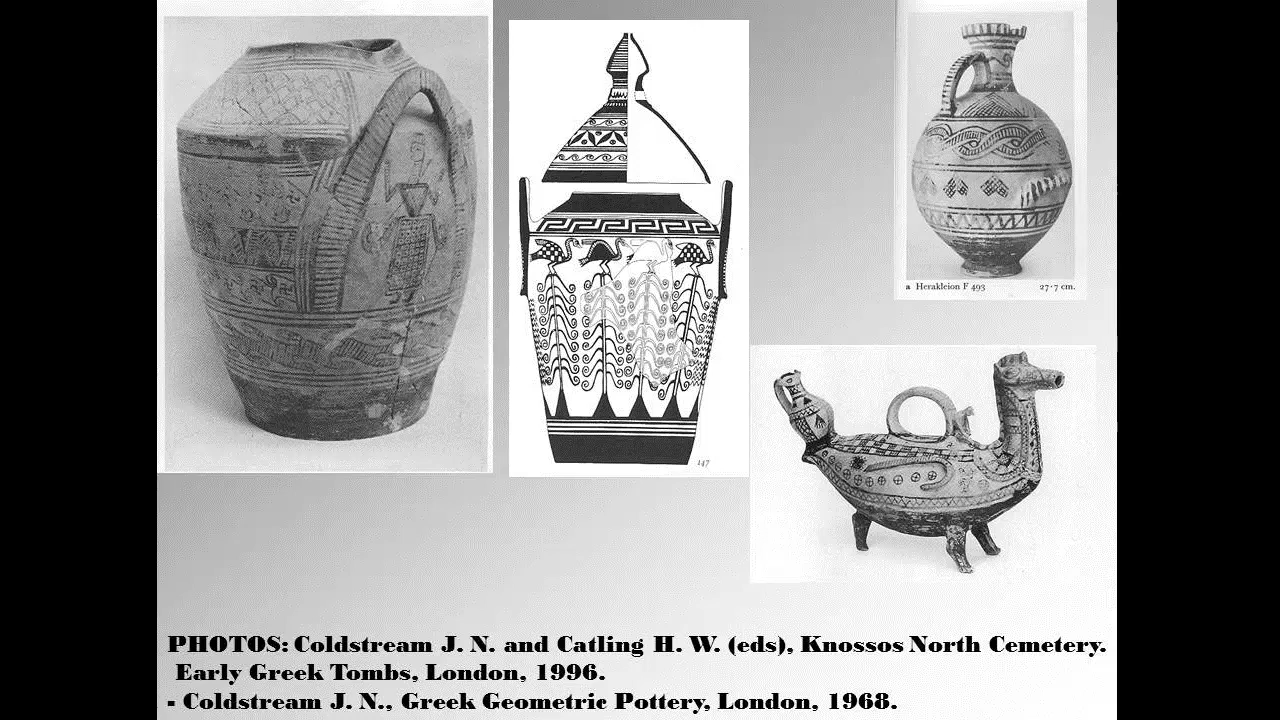 147
a Herakleion F 493 27·7 cm.
PHOTOS: Coldstream J. N. and Catling H. W. (eds), Knossos North Cemetery.
Early Greek Tombs, London, 1996.
- Coldstream J. N., Greek Geometric Pottery, London, 1968.